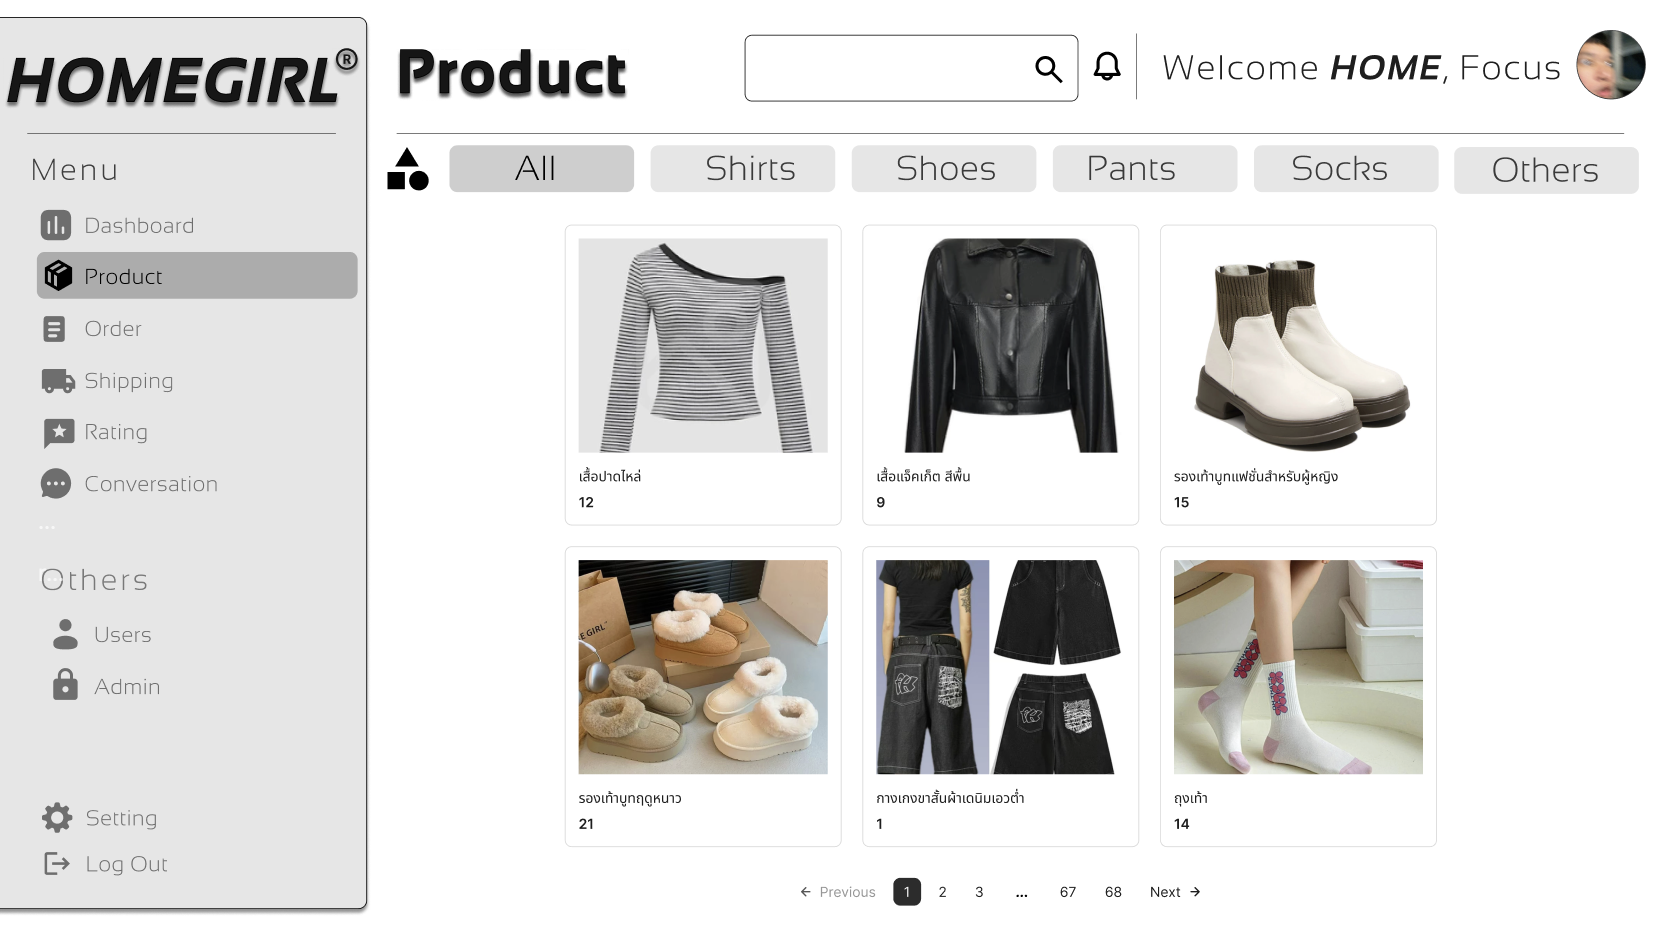 HOMEGIRL®
Product
Welcome HOME, Focus
Menu
Dashboard
Product
Order
Shipping
Rating
Conversation
...
Others
Users
Admin
Setting
Log Out
All
Shirts
Shoes
Pants
Socks
Others
เสื้อปาดไหล่
12
เสื้อแจ็คเก็ต สีพื้น
9
รองเท้าบูทแฟชั่นสำหรับผู้หญิง
15
รองเท้าบูทฤดูหนาว
21
กางเกงขาสั้นผ้าเดนิมเอวต่ำ
1
ถุงเท้า
14
← Previous 1 2 3 ... 67 68 Next →